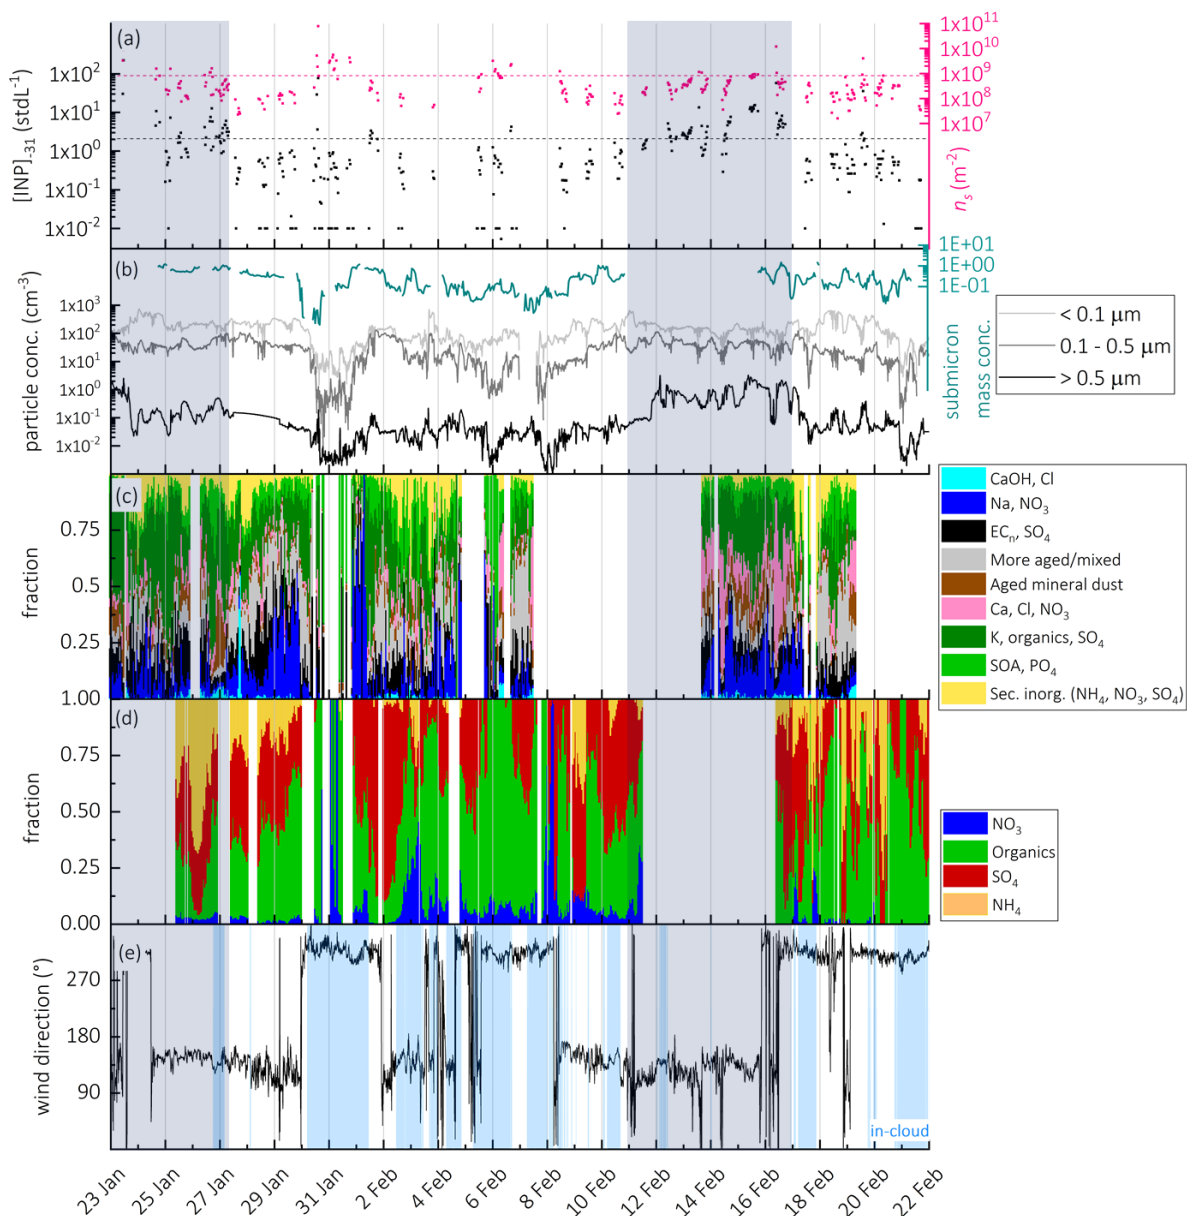 (a)
[INP]-31 (stdL−1)
1x10²
1x10¹
1x10⁰
1x10⁻¹
1x10⁻²
1x10¹¹
1x10¹⁰
1x10⁹
1x10⁸
1x10⁷
ns (m⁻²)
(b)
particle conc. (cm⁻³)
1x10³
1x10²
1x10¹
1x10⁰
1x10⁻¹
1x10⁻²
1E+01
1E+00
1E-01
submicron
mass conc.
< 0.1 µm
0.1 - 0.5 µm
> 0.5 µm
(c)
fraction
0.75
0.5
0.25
1.00
CaOH, Cl
Na, NO₃
ECn, SO₄
More aged/mixed
Aged mineral dust
Ca, Cl, NO₃
K, organics, SO₄
SOA, PO₄
Sec. inorg. (NH₄, NO₃, SO₄)
(d)
fraction
1.00
0.75
0.50
0.25
0.00
NO₃
Organics
SO₄
NH₄
(e)
wind direction (°)
270
180
90
in-cloud
23 Jan
25 Jan
27 Jan
29 Jan
31 Jan
2 Feb
4 Feb
6 Feb
8 Feb
10 Feb
12 Feb
14 Feb
16 Feb
18 Feb
20 Feb
22 Feb